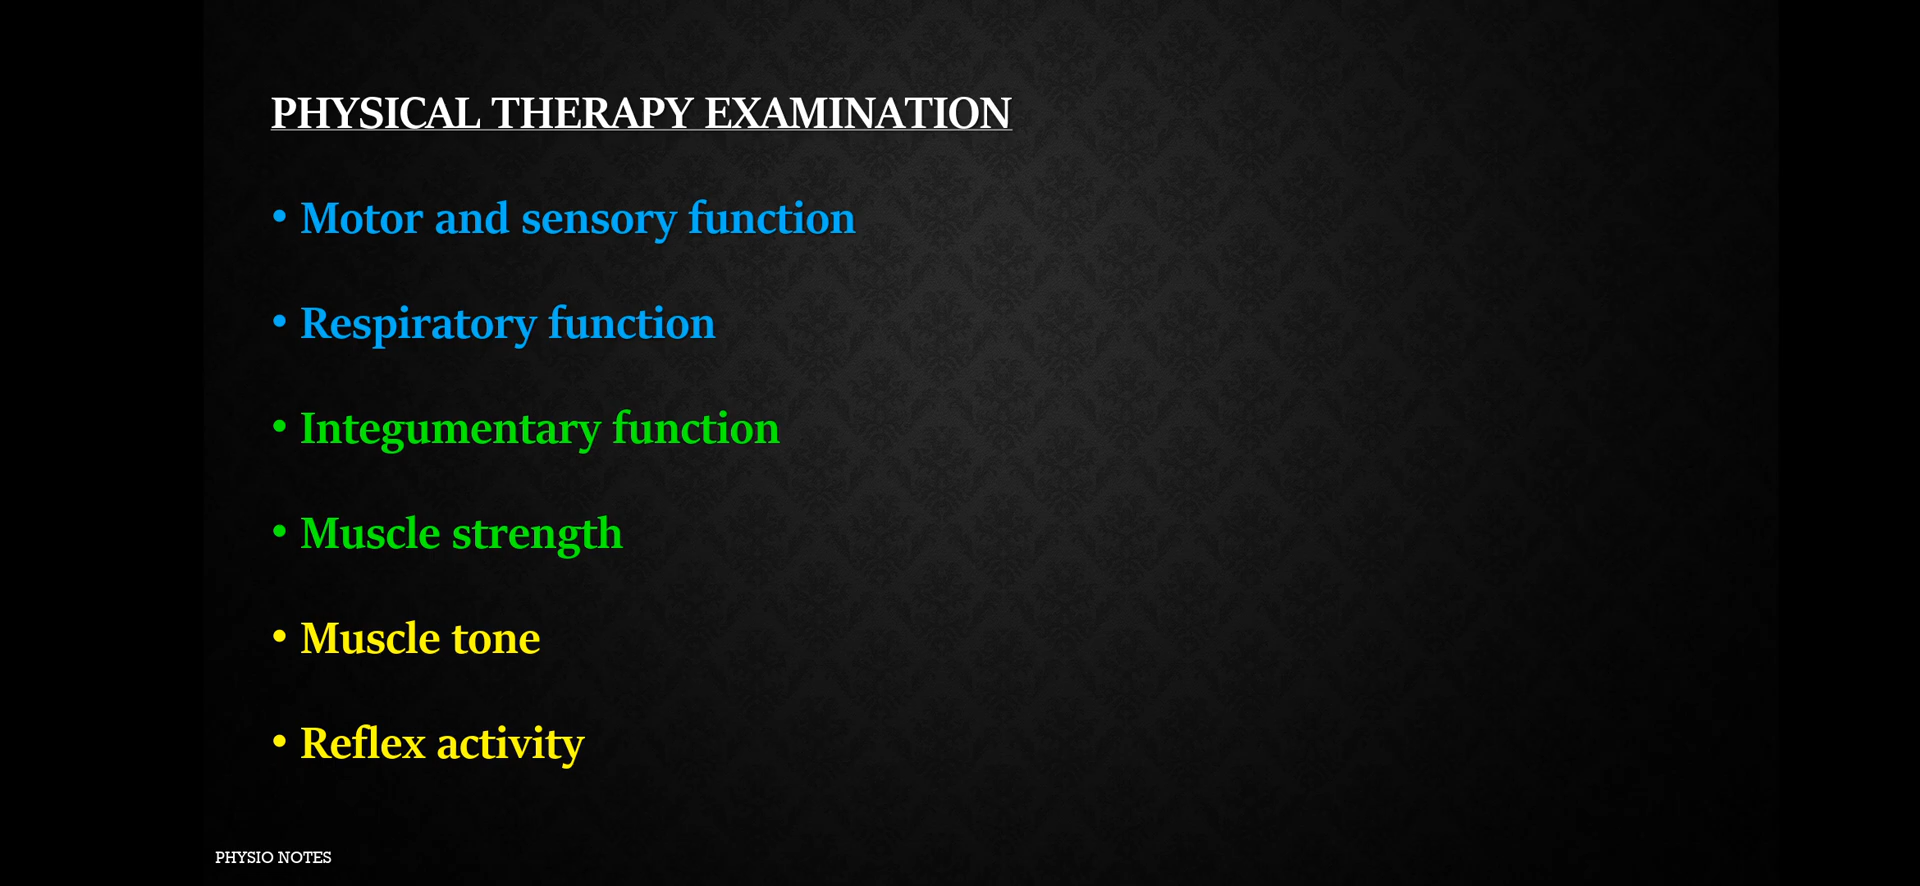 PHYSICAL THERAPY EXAMINATION
• Motor and sensory function
• Respiratory function
• Integumentary function
• Muscle strength
• Muscle tone
• Reflex activity
PHYSIO NOTES